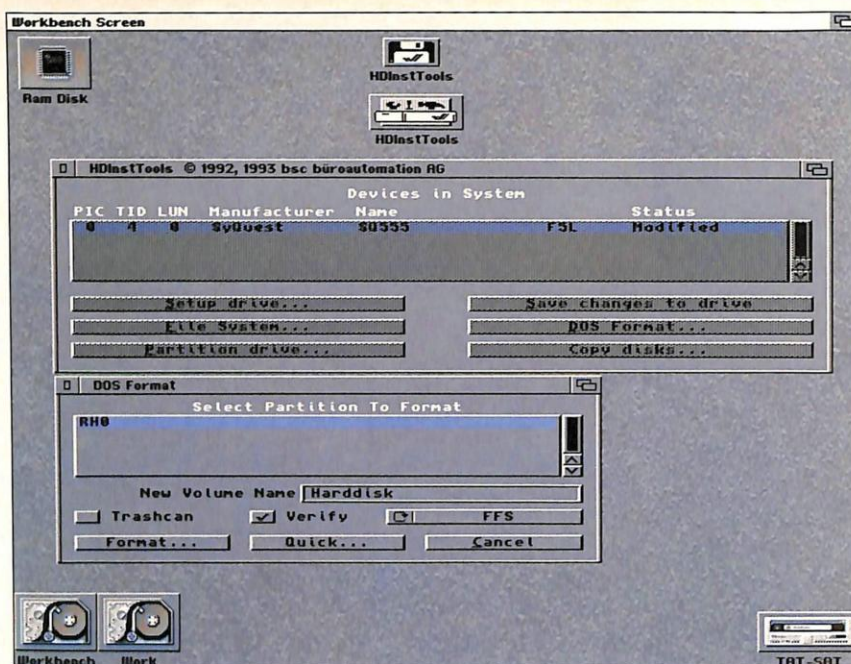 Workbench Screen
Ram Disk
HDInstTools
HDInstTools
HDInstTools © 1992, 1993 bsc büroautomation AG
Devices in System
PIC TID LUN Manufacturer Name Status
0 4 0 SyQuest SQ555 FSL Modified
Setup drive...
Save changes to drive
File System...
DOS Format...
Partition drive...
Copy disks...
DOS Format
Select Partition To Format
RH0
New Volume Name Harddisk
Trashcan Verify FFS
Format... Quick... Cancel
Workbench
Work
TAT-SAT